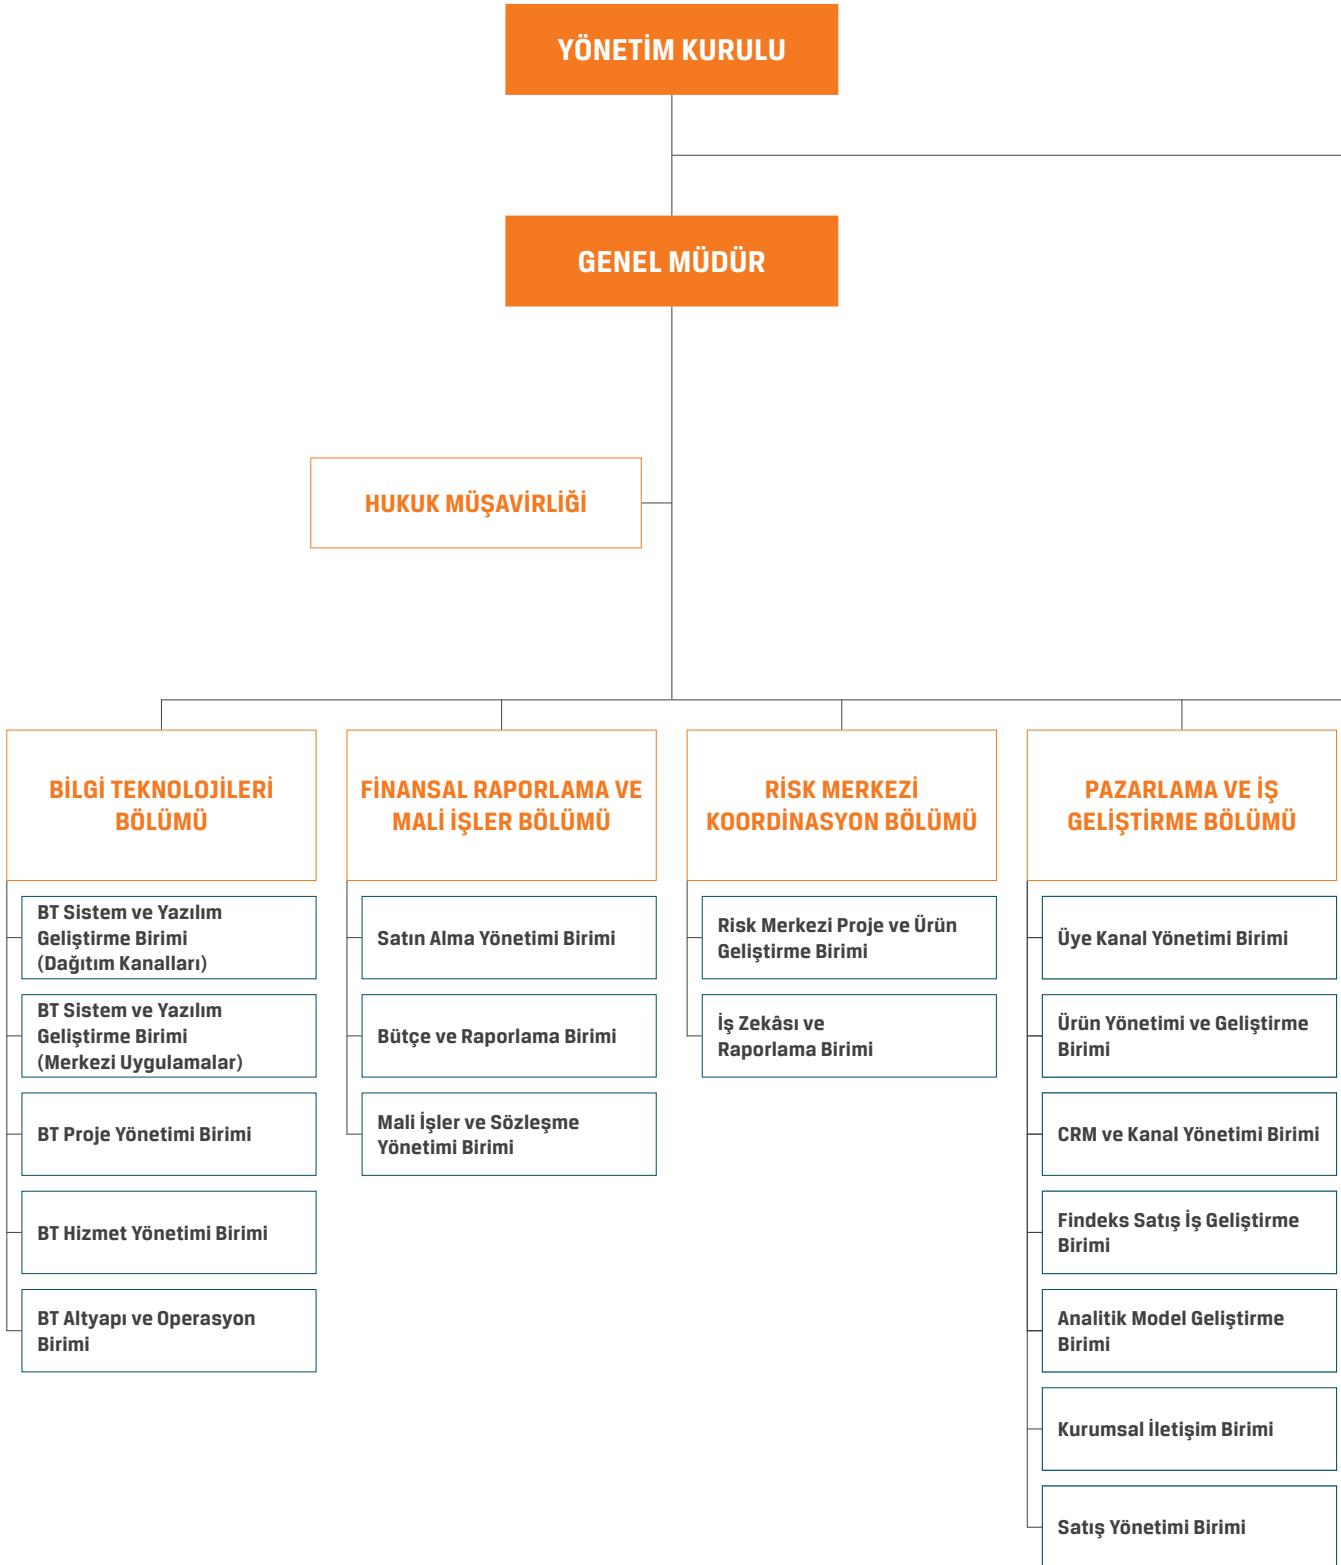 YÖNETİM KURULU
GENEL MÜDÜR
HUKUK MÜŞAVİRLİĞİ
BİLGİ TEKNOLOJİLERİ
BÖLÜMÜ
BT Sistem ve Yazılım
Geliştirme Birimi
(Dağıtım Kanalları)
BT Sistem ve Yazılım
Geliştirme Birimi
(Merkezi Uygulamalar)
BT Proje Yönetimi Birimi
BT Hizmet Yönetimi Birimi
BT Altyapı ve Operasyon
Birimi
FİNANSAL RAPORLAMA VE
MALİ İŞLER BÖLÜMÜ
Satın Alma Yönetimi Birimi
Bütçe ve Raporlama Birimi
Mali İşler ve Sözleşme
Yönetimi Birimi
RİSK MERKEZİ
KOORDİNASYON BÖLÜMÜ
Risk Merkezi Proje ve Ürün
Geliştirme Birimi
İş Zekâsı ve
Raporlama Birimi
PAZARLAMA VE İŞ
GELİŞTİRME BÖLÜMÜ
Üye Kanal Yönetimi Birimi
Ürün Yönetimi ve Geliştirme
Birimi
CRM ve Kanal Yönetimi Birimi
Findeks Satış İş Geliştirme
Birimi
Analitik Model Geliştirme
Birimi
Kurumsal İletişim Birimi
Satış Yönetimi Birimi